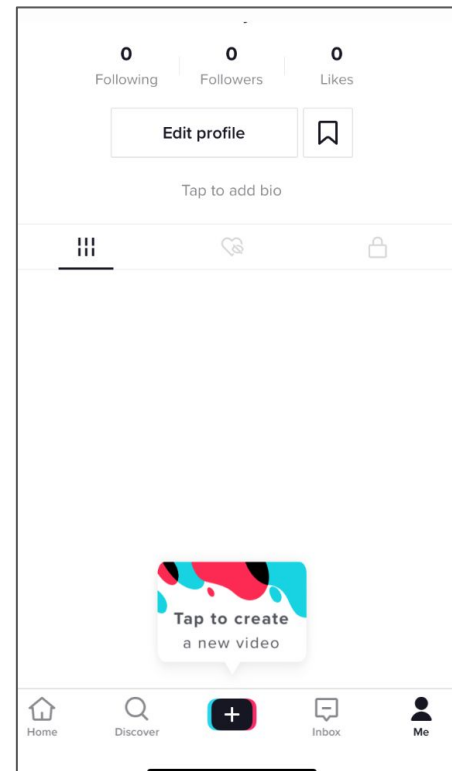 0 0 0
Following Followers Likes
Edit profile
Tap to add bio
Tap to create
a new video
Home Discover Inbox Me